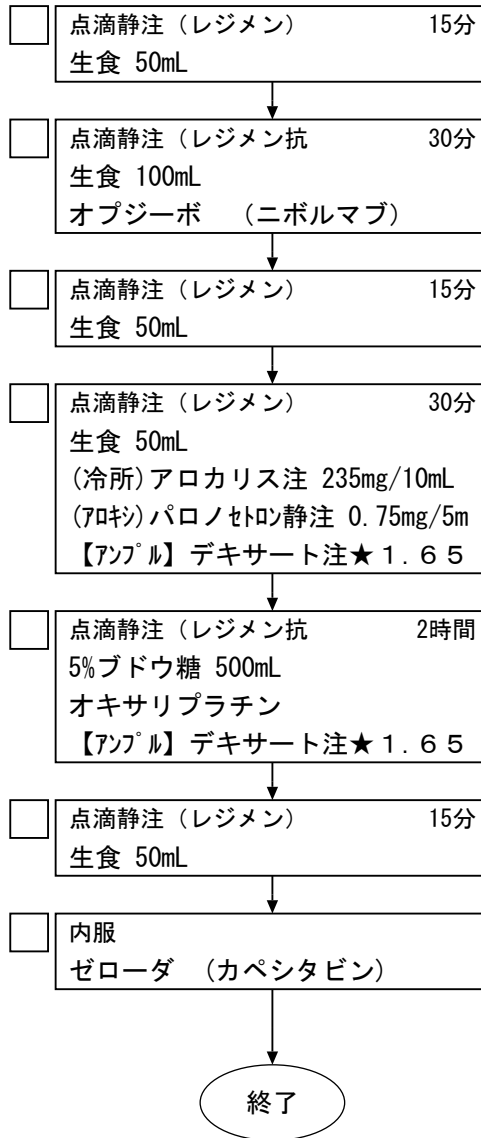 点滴静注（レジメン） 15分
生食 50mL
点滴静注（レジメン抗 30分
生食 100mL
オプジーボ （ニボルマブ）
点滴静注（レジメン） 15分
生食 50mL
点滴静注（レジメン） 30分
生食 50mL
(冷所)アロカリス注 235mg/10mL
(ｱﾛｷｼ)パロノｾﾄﾛﾝ静注 0.75mg/5m
【ｱﾝﾌﾟﾙ】デキサート注★１.６５
点滴静注（レジメン抗 2時間
5%ブドウ糖 500mL
オキサリプラチン
【ｱﾝﾌﾟﾙ】デキサート注★１.６５
点滴静注（レジメン） 15分
生食 50mL
内服
ゼローダ （カペシタビン）
終了